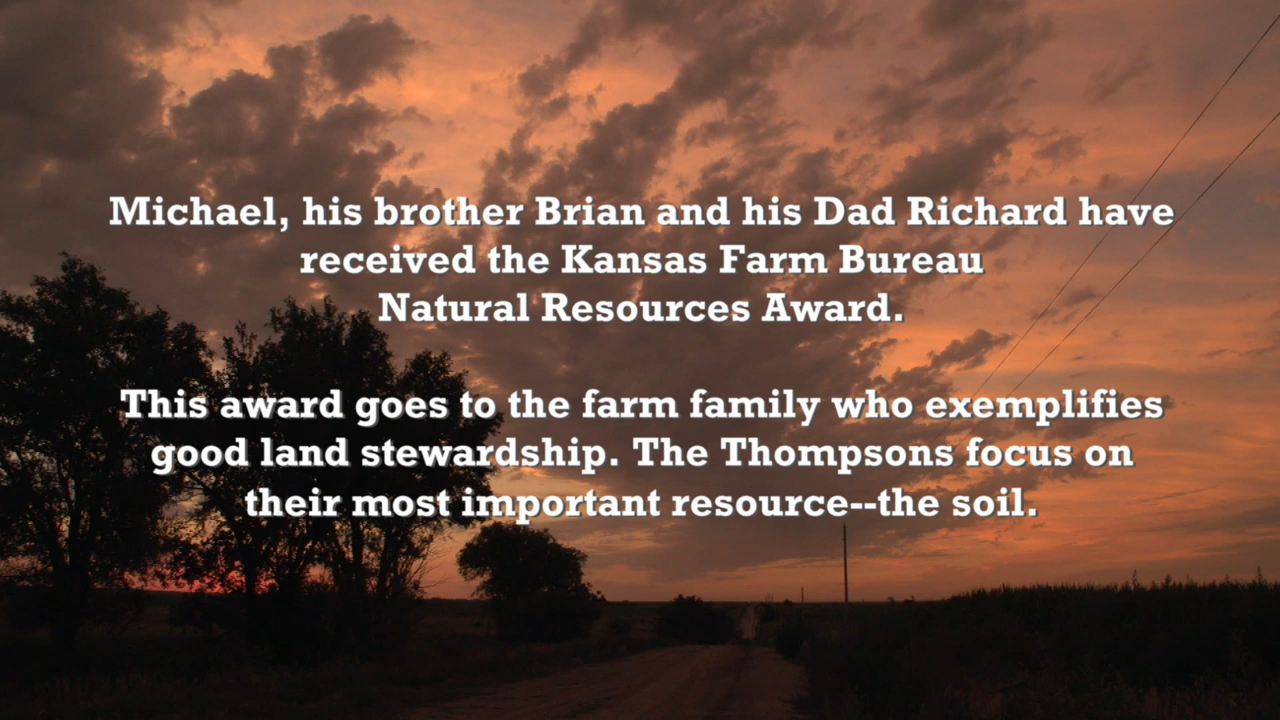 Michael, his brother Brian and his Dad Richard have
received the Kansas Farm Bureau
Natural Resources Award.
This award goes to the farm family who exemplifies
good land stewardship. The Thompsons focus on
their most important resource--the soil.